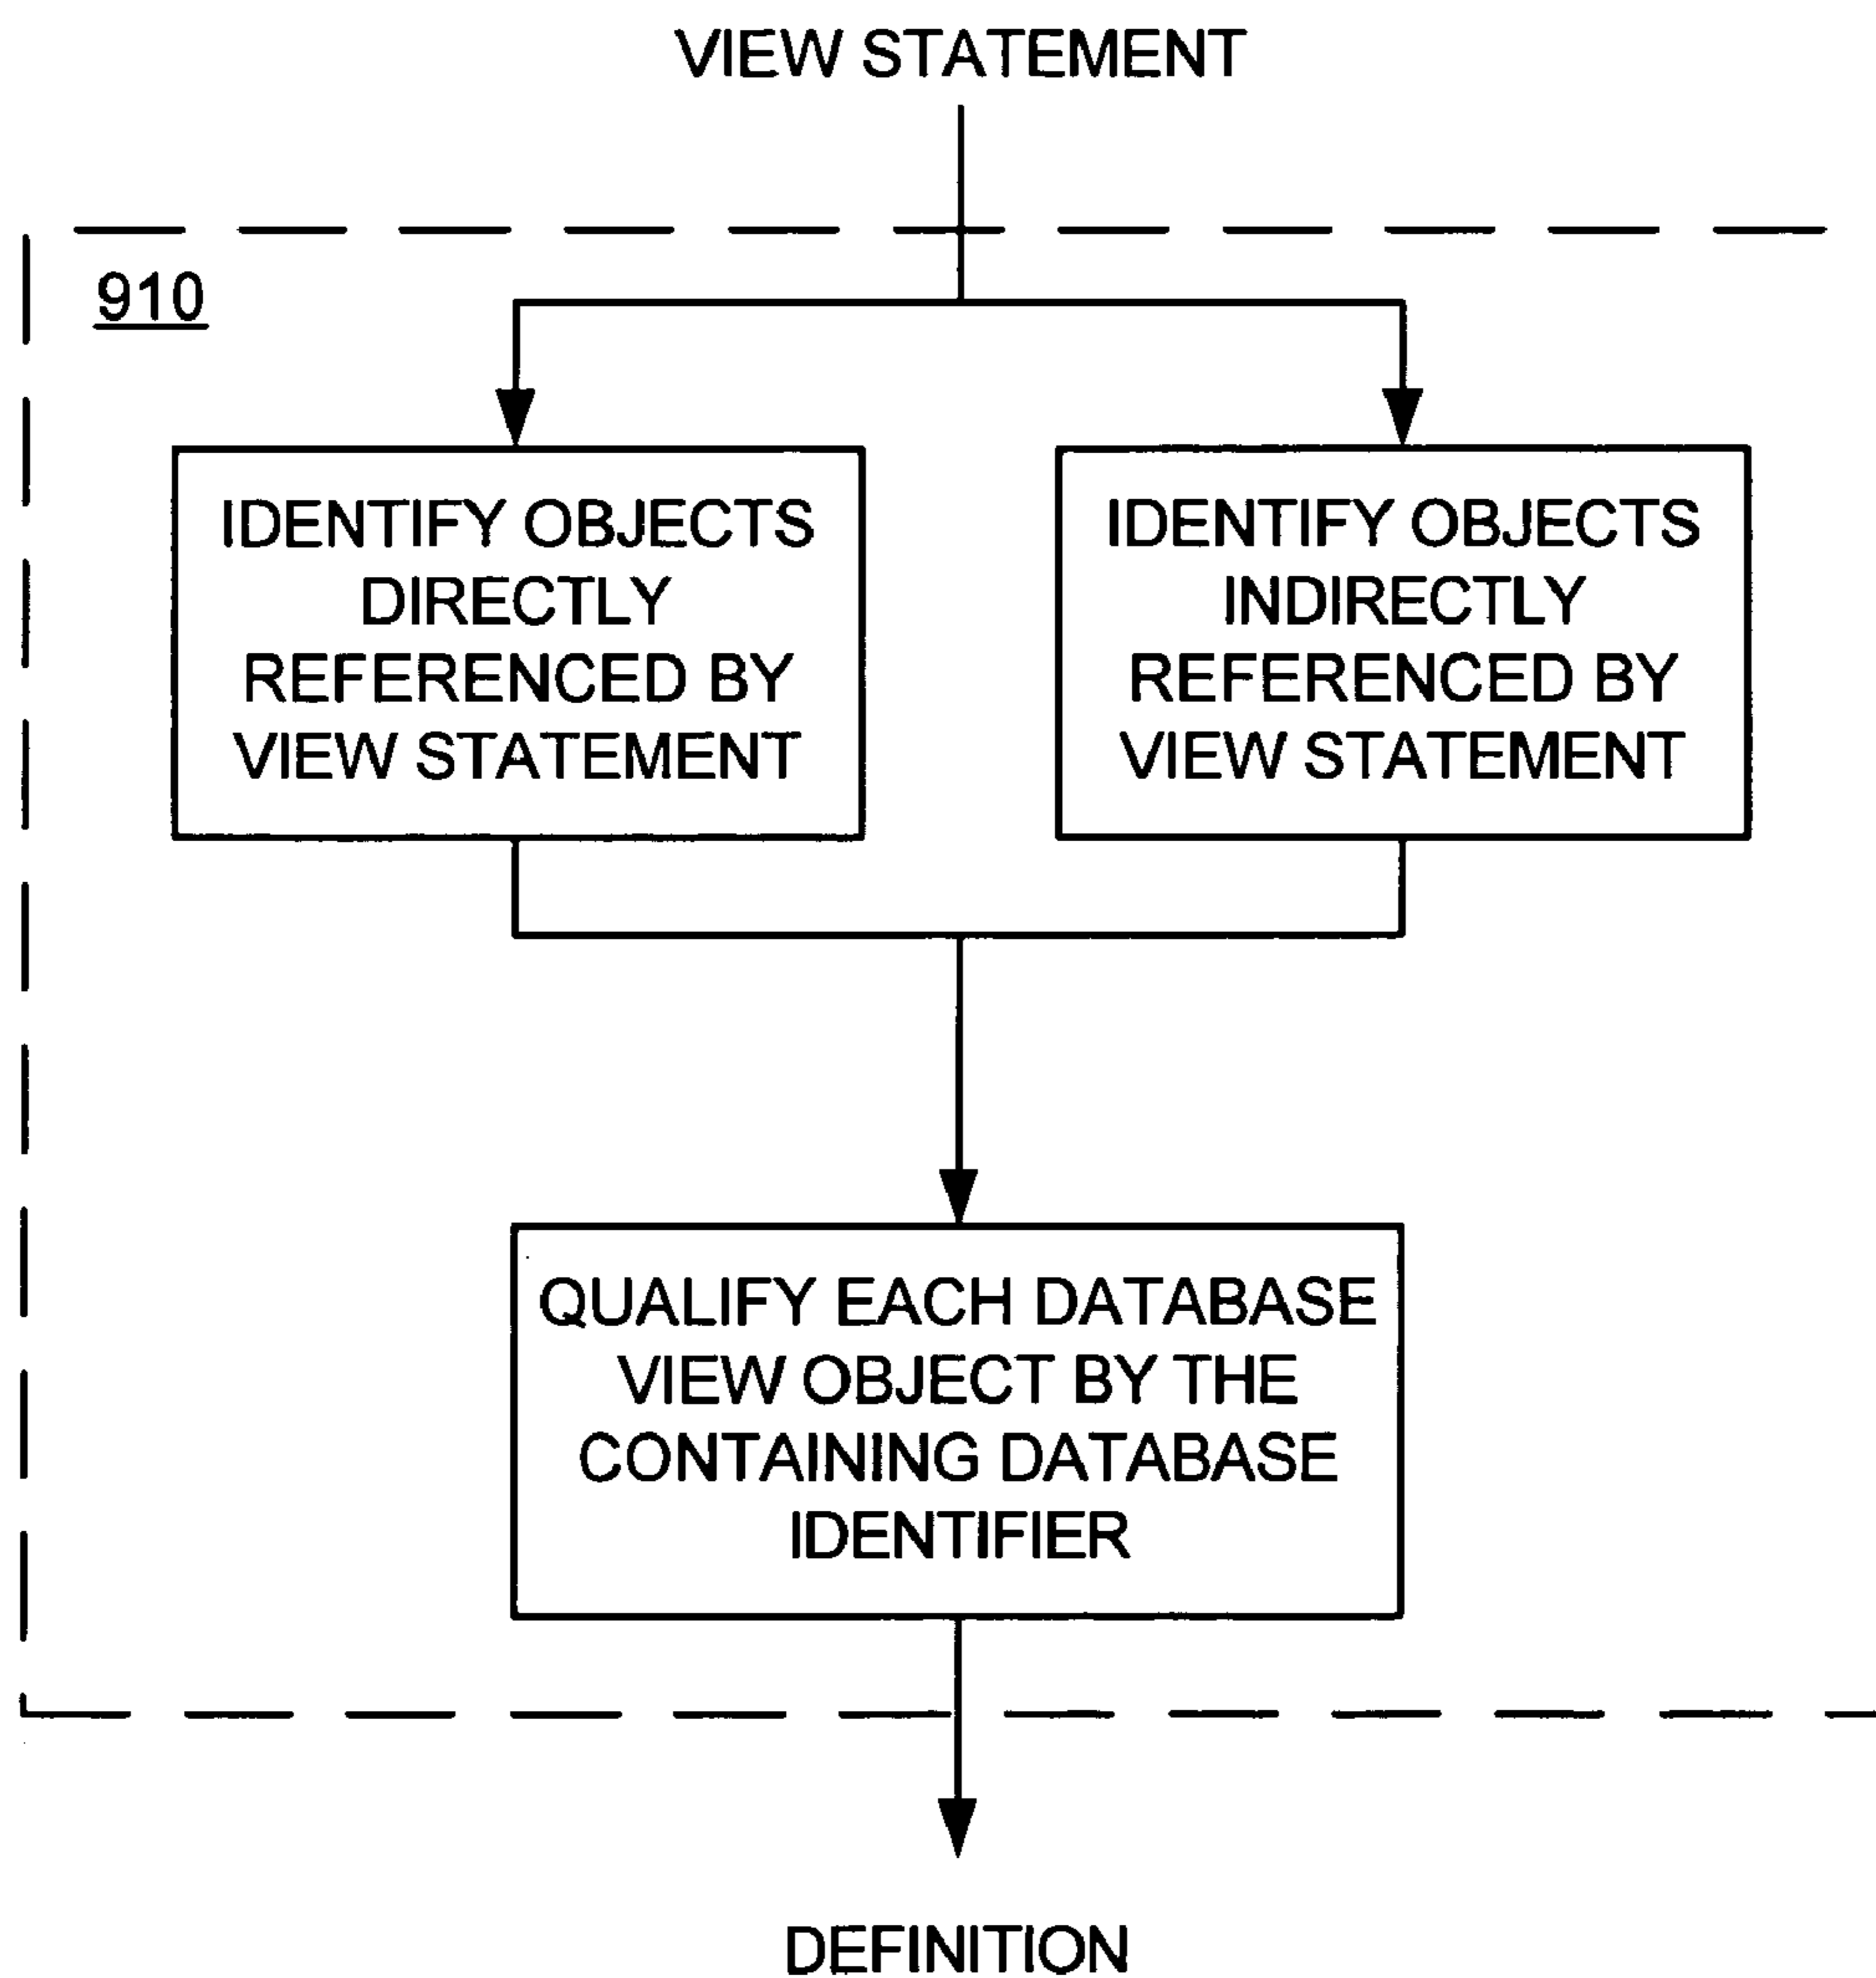 VIEW STATEMENT
910
IDENTIFY OBJECTS
DIRECTLY
REFERENCED BY
VIEW STATEMENT
IDENTIFY OBJECTS
INDIRECTLY
REFERENCED BY
VIEW STATEMENT
QUALIFY EACH DATABASE
VIEW OBJECT BY THE
CONTAINING DATABASE
IDENTIFIER
DEFINITION